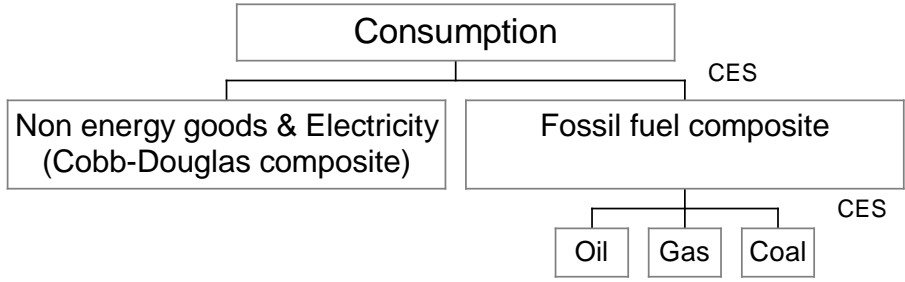 Consumption
CES
Non energy goods & Electricity
(Cobb-Douglas composite)
Fossil fuel composite
CES
Oil
Gas
Coal